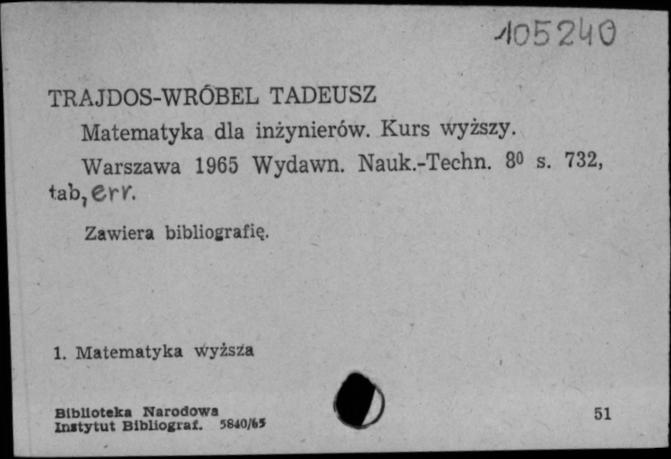 105240
TRAJDOS-WRÓBEL TADEUSZ
Matematyka dla inżynierów. Kurs wyższy.
Warszawa 1965 Wydawn. Nauk.-Techn. 8⁰ s. 732,
tab, err.
Zawiera bibliografię.
1. Matematyka wyższa
Biblioteka Narodowa
Instytut Bibliograf. 5840/65
51